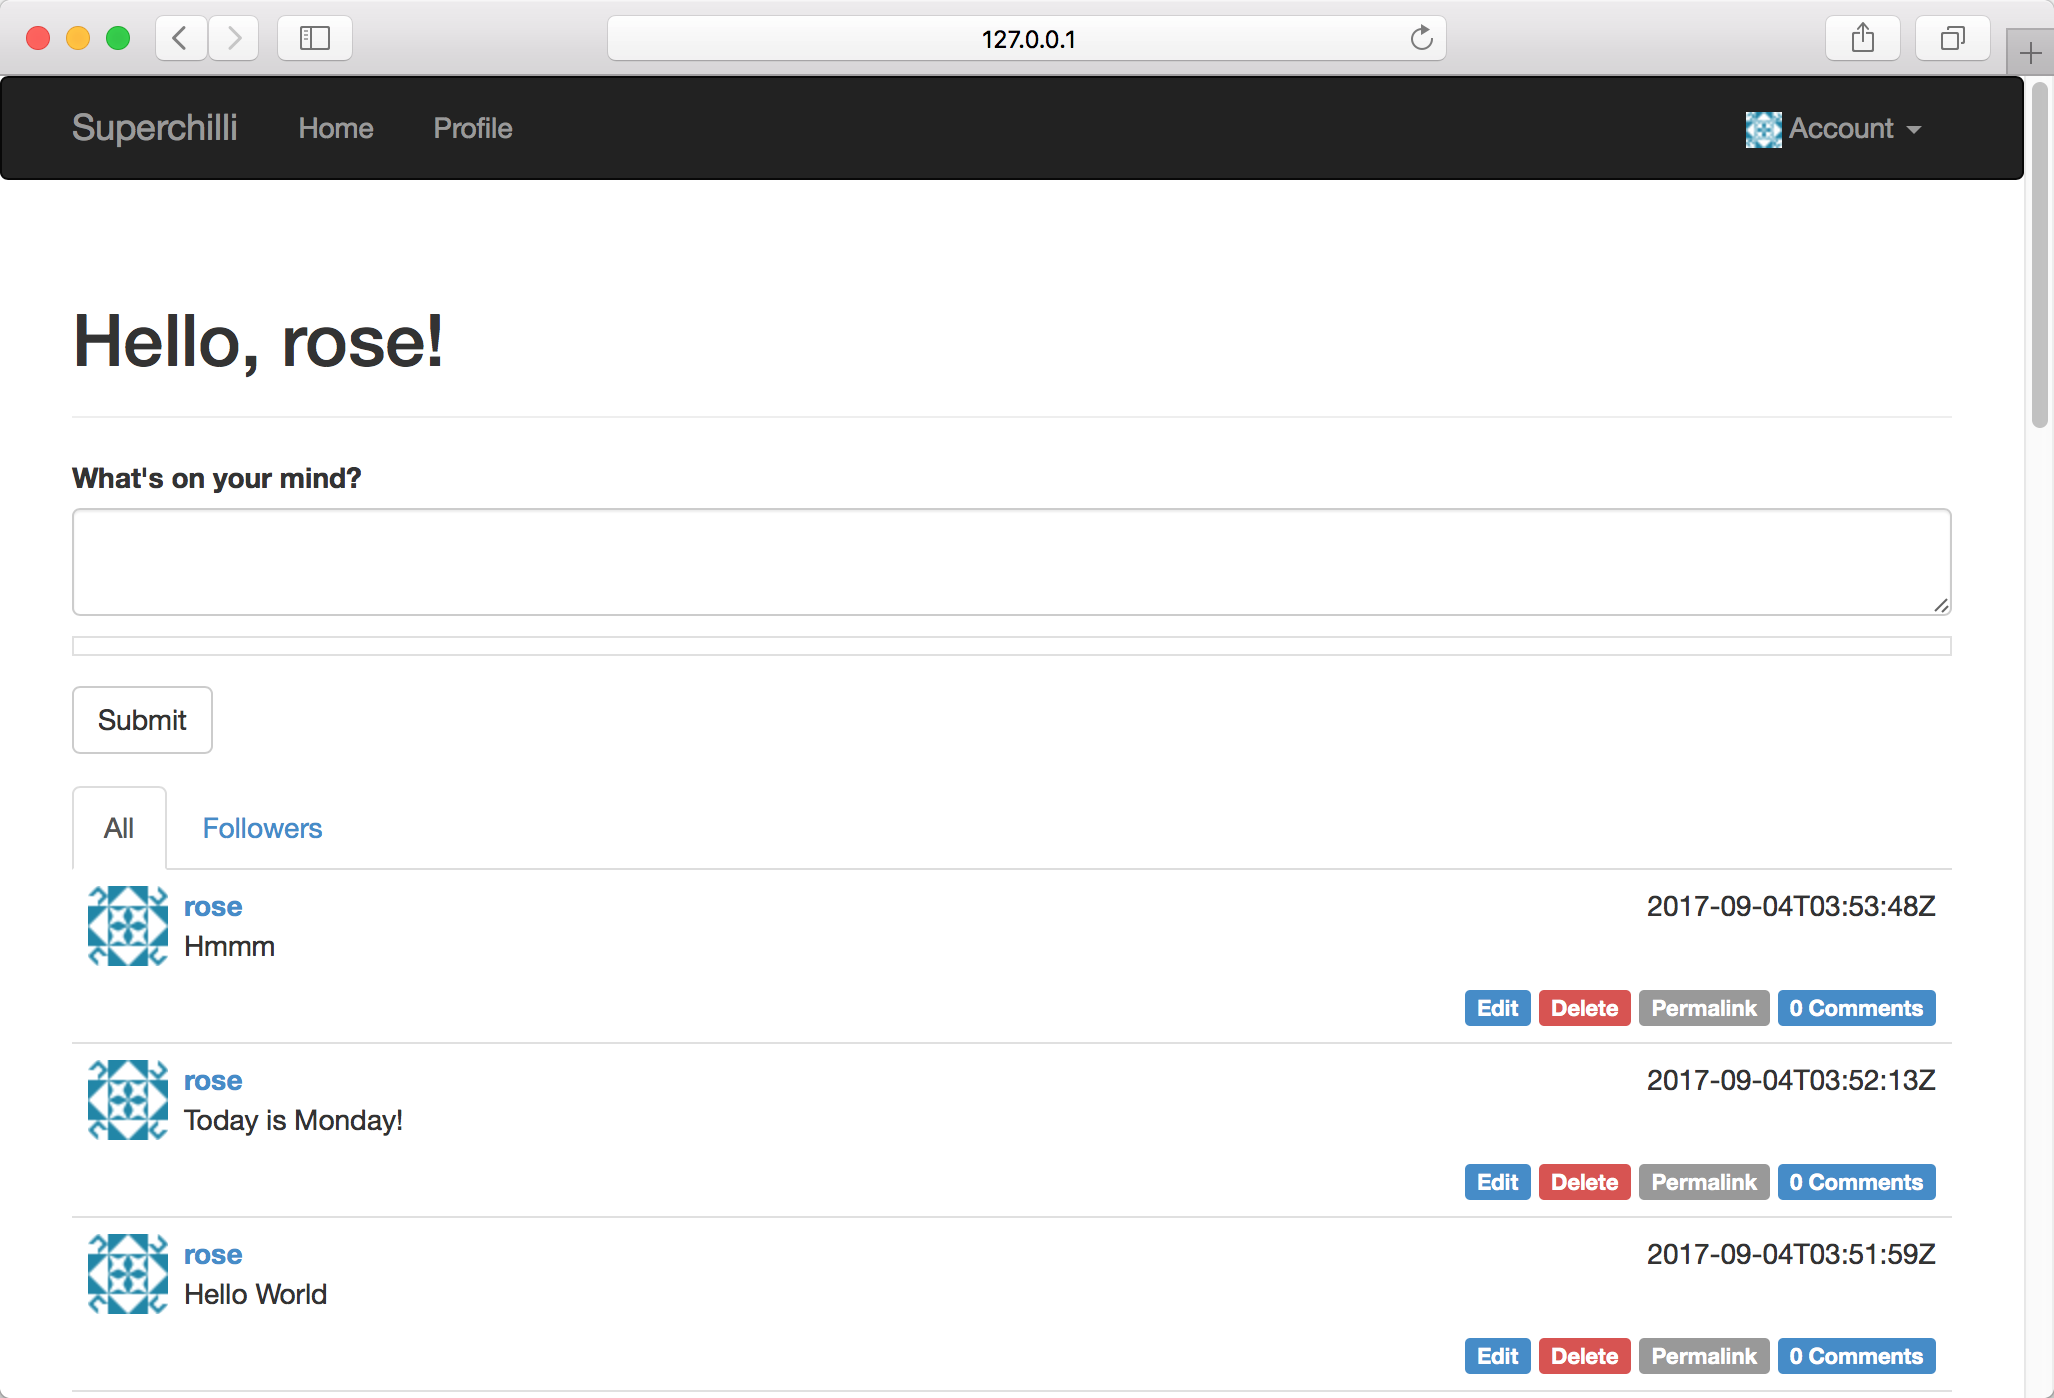 127.0.0.1
Superchilli Home Profile Account
Hello, rose!
What's on your mind?
Submit
All Followers
rose 2017-09-04T03:53:48Z
Hmmm
Edit Delete Permalink 0 Comments
rose 2017-09-04T03:52:13Z
Today is Monday!
Edit Delete Permalink 0 Comments
rose 2017-09-04T03:51:59Z
Hello World
Edit Delete Permalink 0 Comments